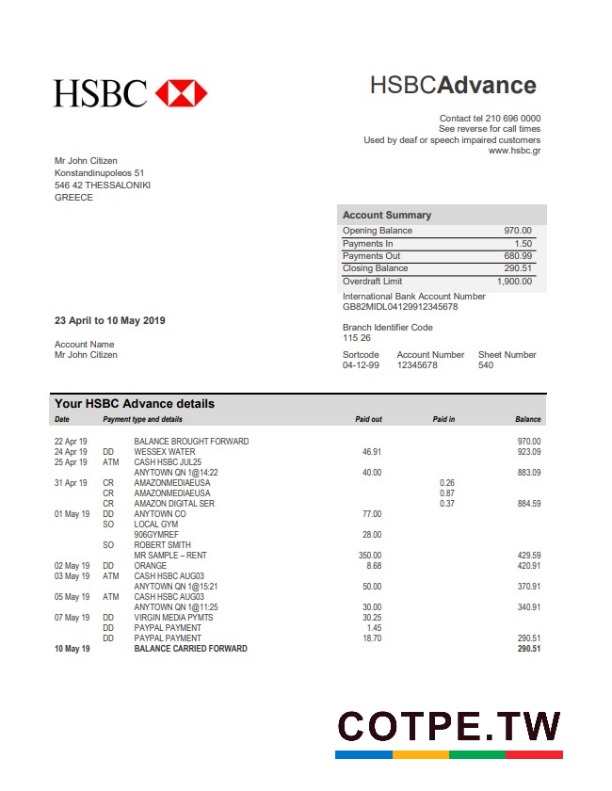 HSBC
HSBCAdvance
Contact tel 210 696 0000
See reverse for call times
Used by deaf or speech impaired customers
www.hsbc.gr
Mr John Citizen
Konstandinupoleos 51
546 42 THESSALONIKI
GREECE
Account Summary
Opening Balance 970.00
Payments In 1.50
Payments Out 680.99
Closing Balance 290.51
Overdraft Limit 1,900.00
International Bank Account Number
GB82MIDL04129912345678
23 April to 10 May 2019
Branch Identifier Code
115 26
Account Name
Mr John Citizen
Sortcode Account Number Sheet Number
04-12-99 12345678 540
Your HSBC Advance details
Date Payment type and details Paid out Paid in Balance
22 Apr 19 BALANCE BROUGHT FORWARD 970.00
24 Apr 19 DD WESSEX WATER 46.91 923.09
25 Apr 19 ATM CASH HSBC JUL25
ANYTOWN QN 1@14:22 40.00 883.09
31 Apr 19 CR AMAZONMEDIAEUSA 0.26
CR AMAZONMEDIAEUSA 0.87
CR AMAZON DIGITAL SER 0.37 884.59
01 May 19 DD ANYTOWN CO 77.00
SO LOCAL GYM
906GYMREF 28.00
SO ROBERT SMITH
MR SAMPLE – RENT 350.00 429.59
02 May 19 DD ORANGE 8.68 420.91
03 May 19 ATM CASH HSBC AUG03
ANYTOWN QN 1@15:21 50.00 370.91
05 May 19 ATM CASH HSBC AUG03
ANYTOWN QN 1@11:25 30.00 340.91
07 May 19 DD VIRGIN MEDIA PYMTS 30.25
DD PAYPAL PAYMENT 1.45
DD PAYPAL PAYMENT 18.70 290.51
10 May 19 BALANCE CARRIED FORWARD 290.51
COTPE.TW